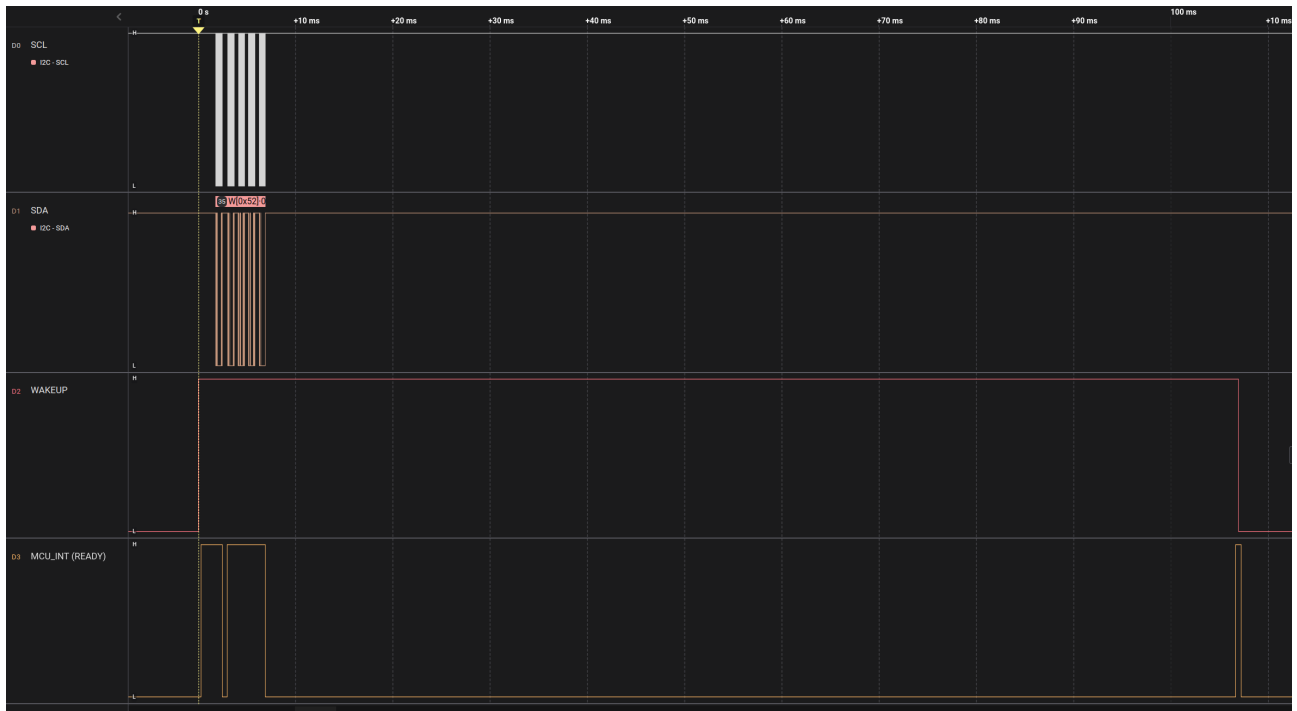 0 s 100 ms
T +10 ms +20 ms +30 ms +40 ms +50 ms +60 ms +70 ms +80 ms +90 ms +10 ms
H
D0 SCL
I2C - SCL
L
W[0x52]
D1 SDA
H
I2C - SDA
L
H
D2 WAKEUP
L
H
D3 MCU_INT (READY)
L